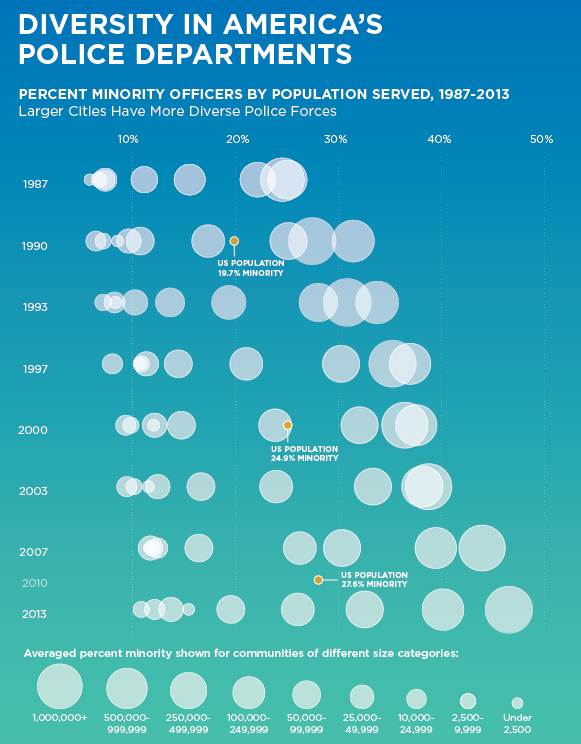 DIVERSITY IN AMERICA'S
POLICE DEPARTMENTS
PERCENT MINORITY OFFICERS BY POPULATION SERVED, 1987-2013
Larger Cities Have More Diverse Police Forces
10% 20% 30% 40% 50%
1987
1990
US POPULATION
19.7% MINORITY
1993
1997
2000
US POPULATION
24.9% MINORITY
2003
2007
2010
US POPULATION
27.6% MINORITY
2013
Averaged percent minority shown for communities of different size categories:
1,000,000+
500,000-
999,999
250,000-
499,999
100,000-
249,999
50,000-
99,999
25,000-
49,999
10,000-
24,999
2,500-
9,999
Under
2,500